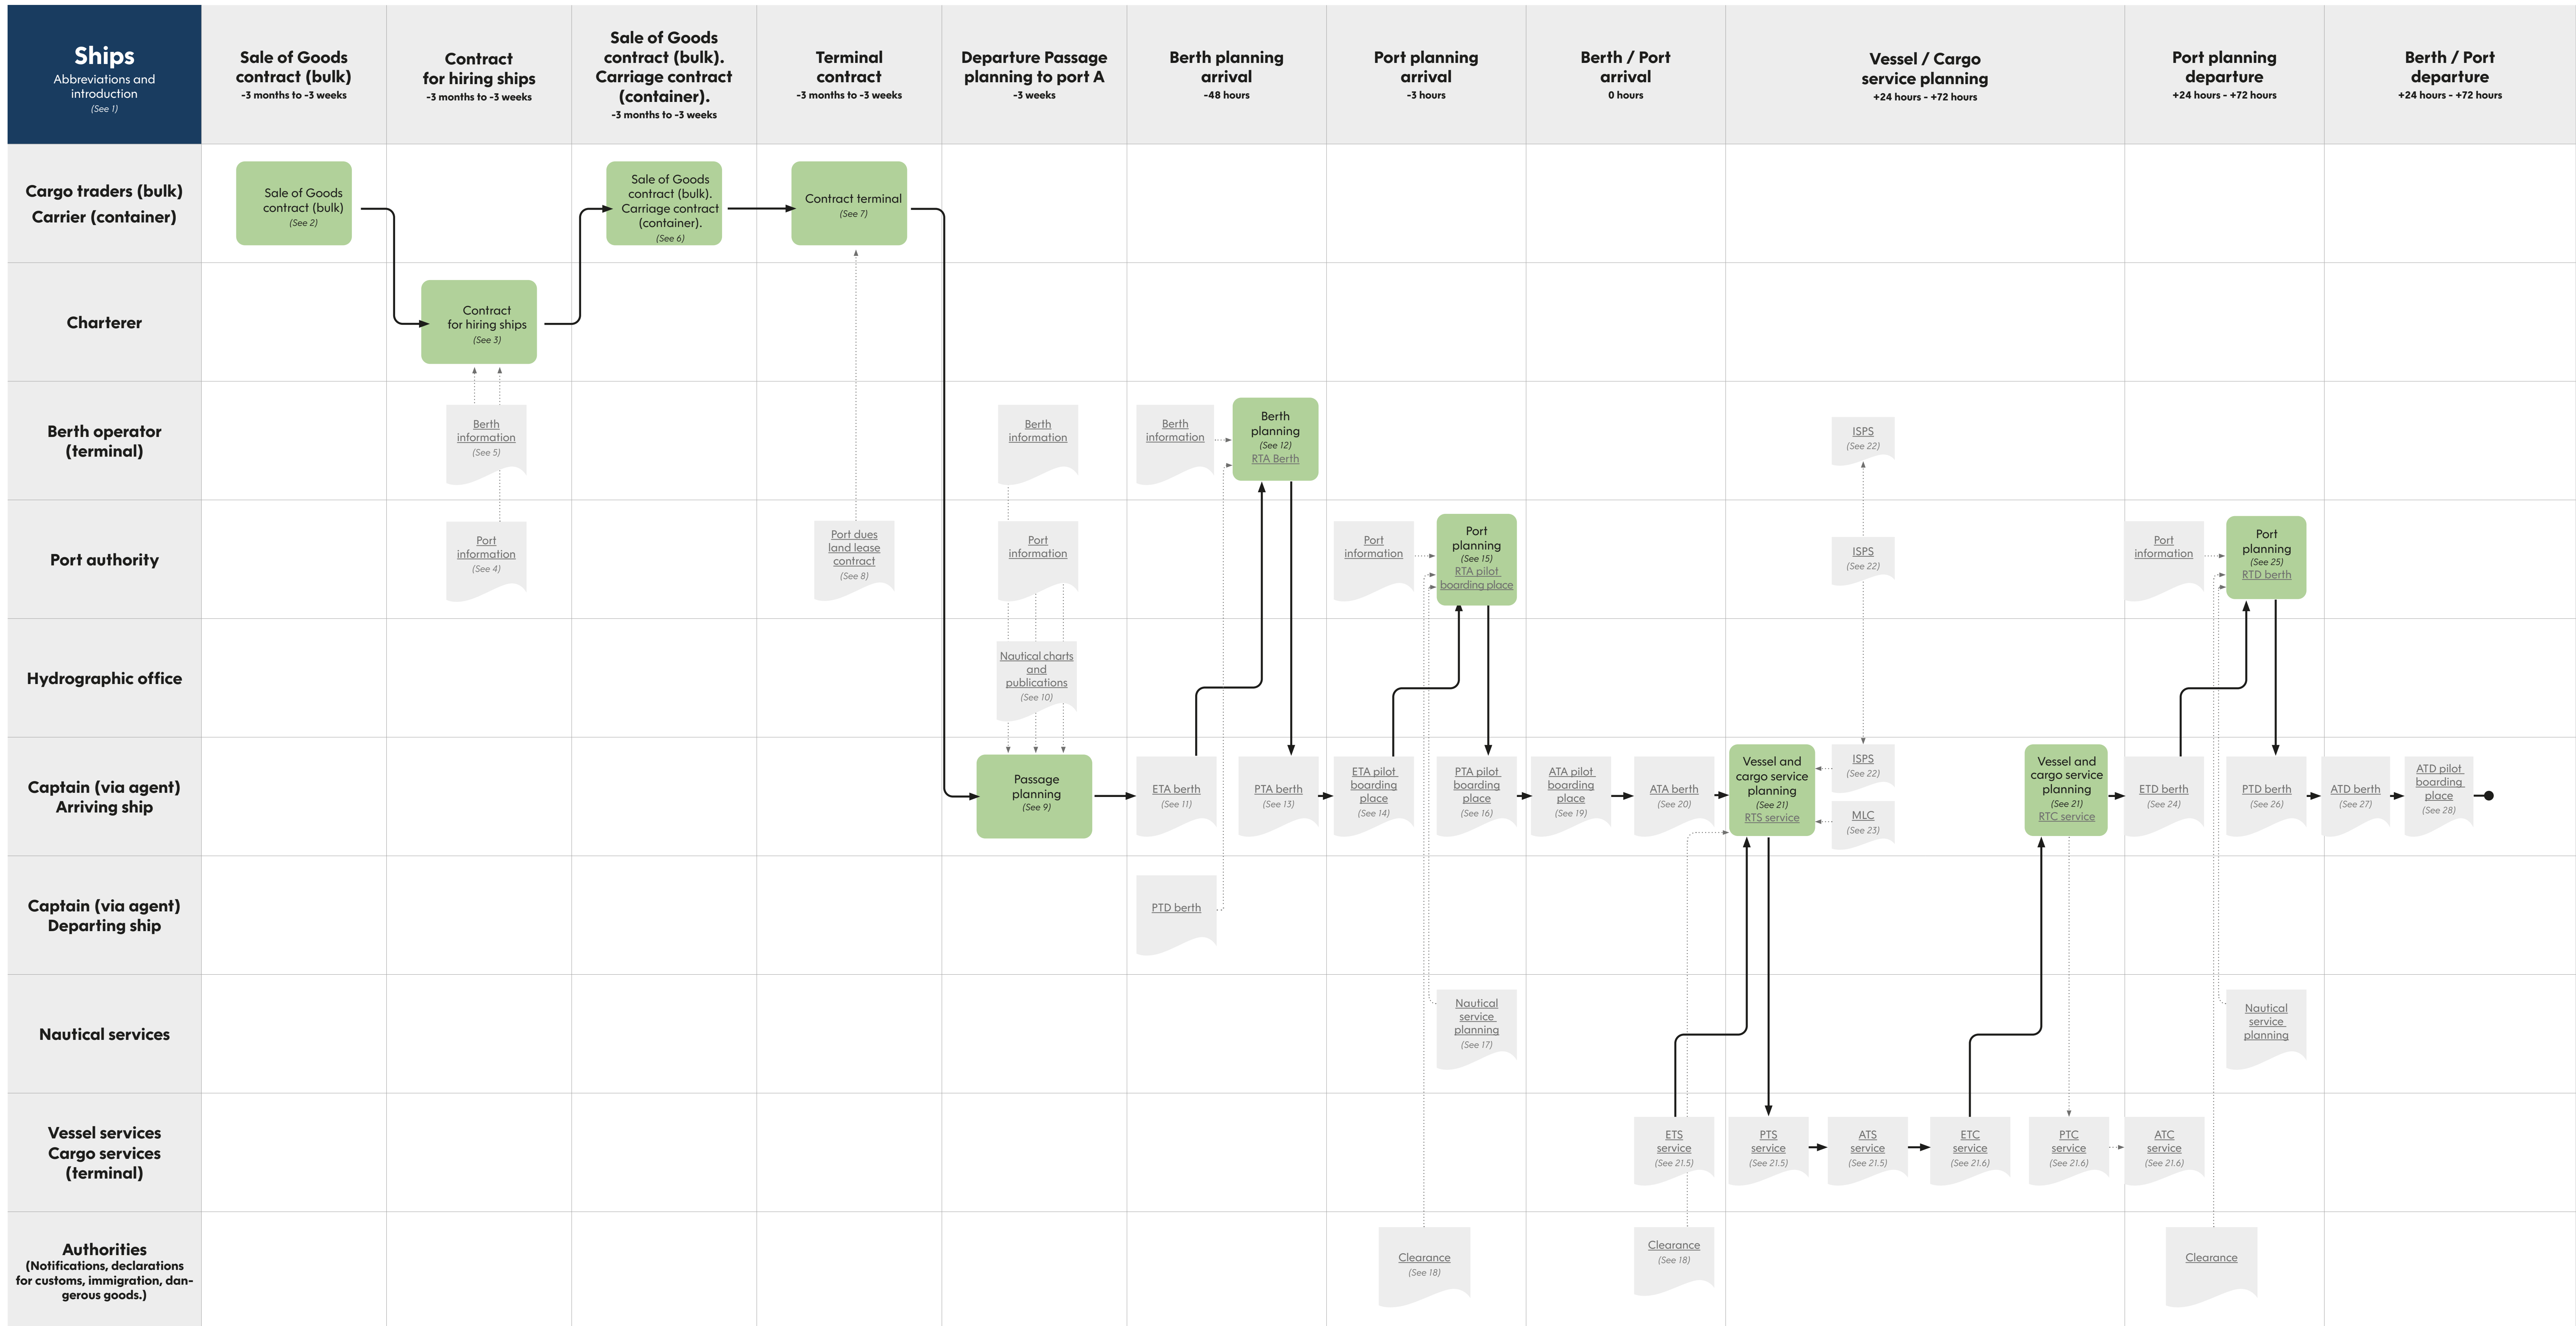 Ships
Abbreviations and
introduction
(See 1)
Sale of Goods
contract (bulk)
-3 months to -3 weeks
Contract
for hiring ships
-3 months to -3 weeks
Sale of Goods
contract (bulk).
Carriage contract
(container).
-3 months to -3 weeks
Terminal
contract
-3 months to -3 weeks
Departure Passage
planning to port A
-3 weeks
Berth planning
arrival
-48 hours
Port planning
arrival
-3 hours
Berth / Port
arrival
0 hours
Vessel / Cargo
service planning
+24 hours - +72 hours
Port planning
departure
+24 hours - +72 hours
Berth / Port
departure
+24 hours - +72 hours
Cargo traders (bulk)
Carrier (container)
Sale of Goods
contract (bulk)
(See 2)
Sale of Goods
contract (bulk).
Carriage contract
(container).
(See 6)
Contract terminal
(See 7)
Charterer
Contract
for hiring ships
(See 3)
Berth operator
(terminal)
Berth
information
(See 5)
Berth
information
Berth
information
Berth
planning
(See 12)
RTA Berth
ISPS
(See 22)
Port authority
Port
information
(See 4)
Port dues
land lease
contract
(See 8)
Port
information
Port
information
Port
planning
(See 15)
RTA pilot
boarding place
ISPS
(See 22)
Port
information
Port
planning
(See 25)
RTD berth
Hydrographic office
Nautical charts
and
publications
(See 10)
Captain (via agent)
Arriving ship
Passage
planning
(See 9)
ETA berth
(See 11)
PTA berth
(See 13)
ETA pilot
boarding
place
(See 14)
PTA pilot
boarding
place
(See 16)
ATA pilot
boarding
place
(See 19)
ATA berth
(See 20)
Vessel and
cargo service
planning
(See 21)
RTS service
ISPS
(See 22)
MLC
(See 23)
Vessel and
cargo service
planning
(See 21)
RTC service
ETD berth
(See 24)
PTD berth
(See 26)
ATD berth
(See 27)
ATD pilot
boarding
place
(See 28)
Captain (via agent)
Departing ship
PTD berth
Nautical services
Nautical
service
planning
(See 17)
Nautical
service
planning
Vessel services
Cargo services
(terminal)
ETS
service
(See 21.5)
PTS
service
(See 21.5)
ATS
service
(See 21.5)
ETC
service
(See 21.6)
PTC
service
(See 21.6)
ATC
service
(See 21.6)
Authorities
(Notifications, declarations
for customs, immigration, dan-
gerous goods.)
Clearance
(See 18)
Clearance
(See 18)
Clearance